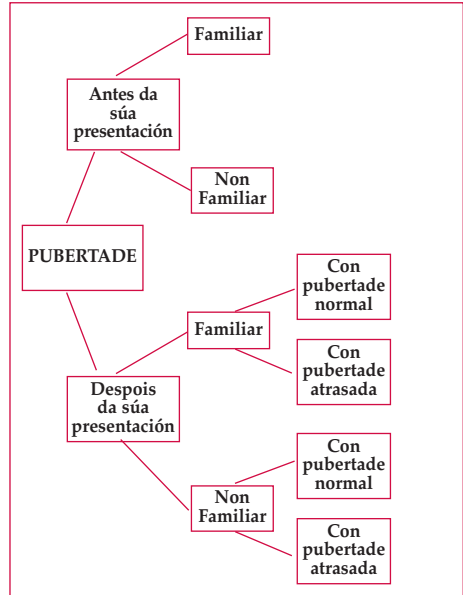 Familiar
Antes da
súa
presentación
Non
Familiar
PUBERTADE
Con
pubertade
normal
Familiar
Con
pubertade
atrasada
Despois
da súa
presentación
Con
pubertade
normal
Non
Familiar
Con
pubertade
atrasada